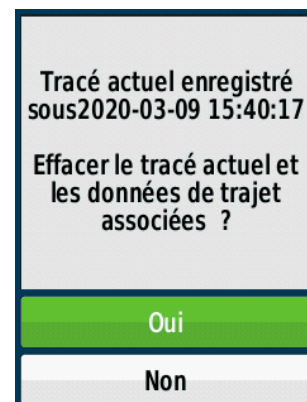 Tracé actuel enregistré
sous2020-03-09 15:40:17
Effacer le tracé actuel et
les données de trajet
associées  ?
Oui
Non